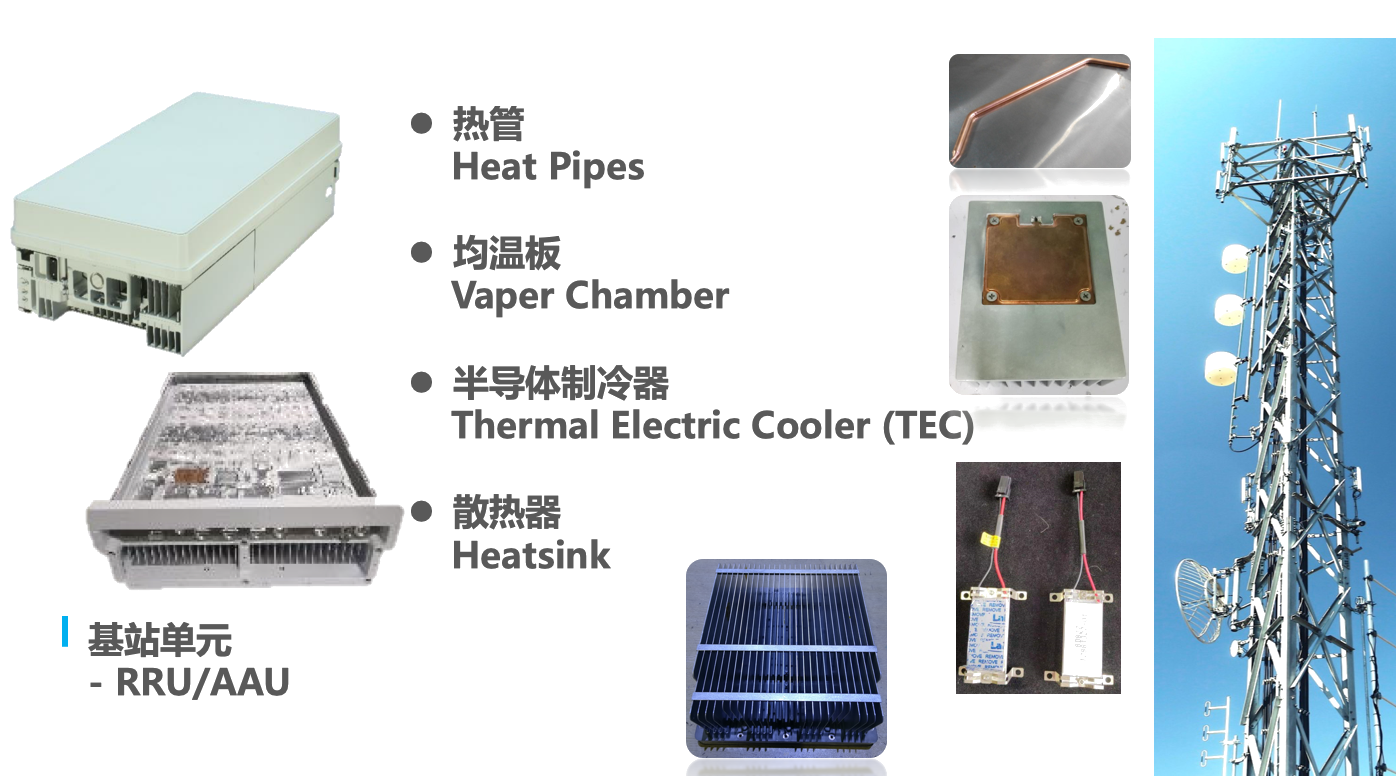 热管
Heat Pipes
均温板
Vaper Chamber
半导体制冷器
Thermal Electric Cooler (TEC)
散热器
Heatsink
基站单元
- RRU/AAU